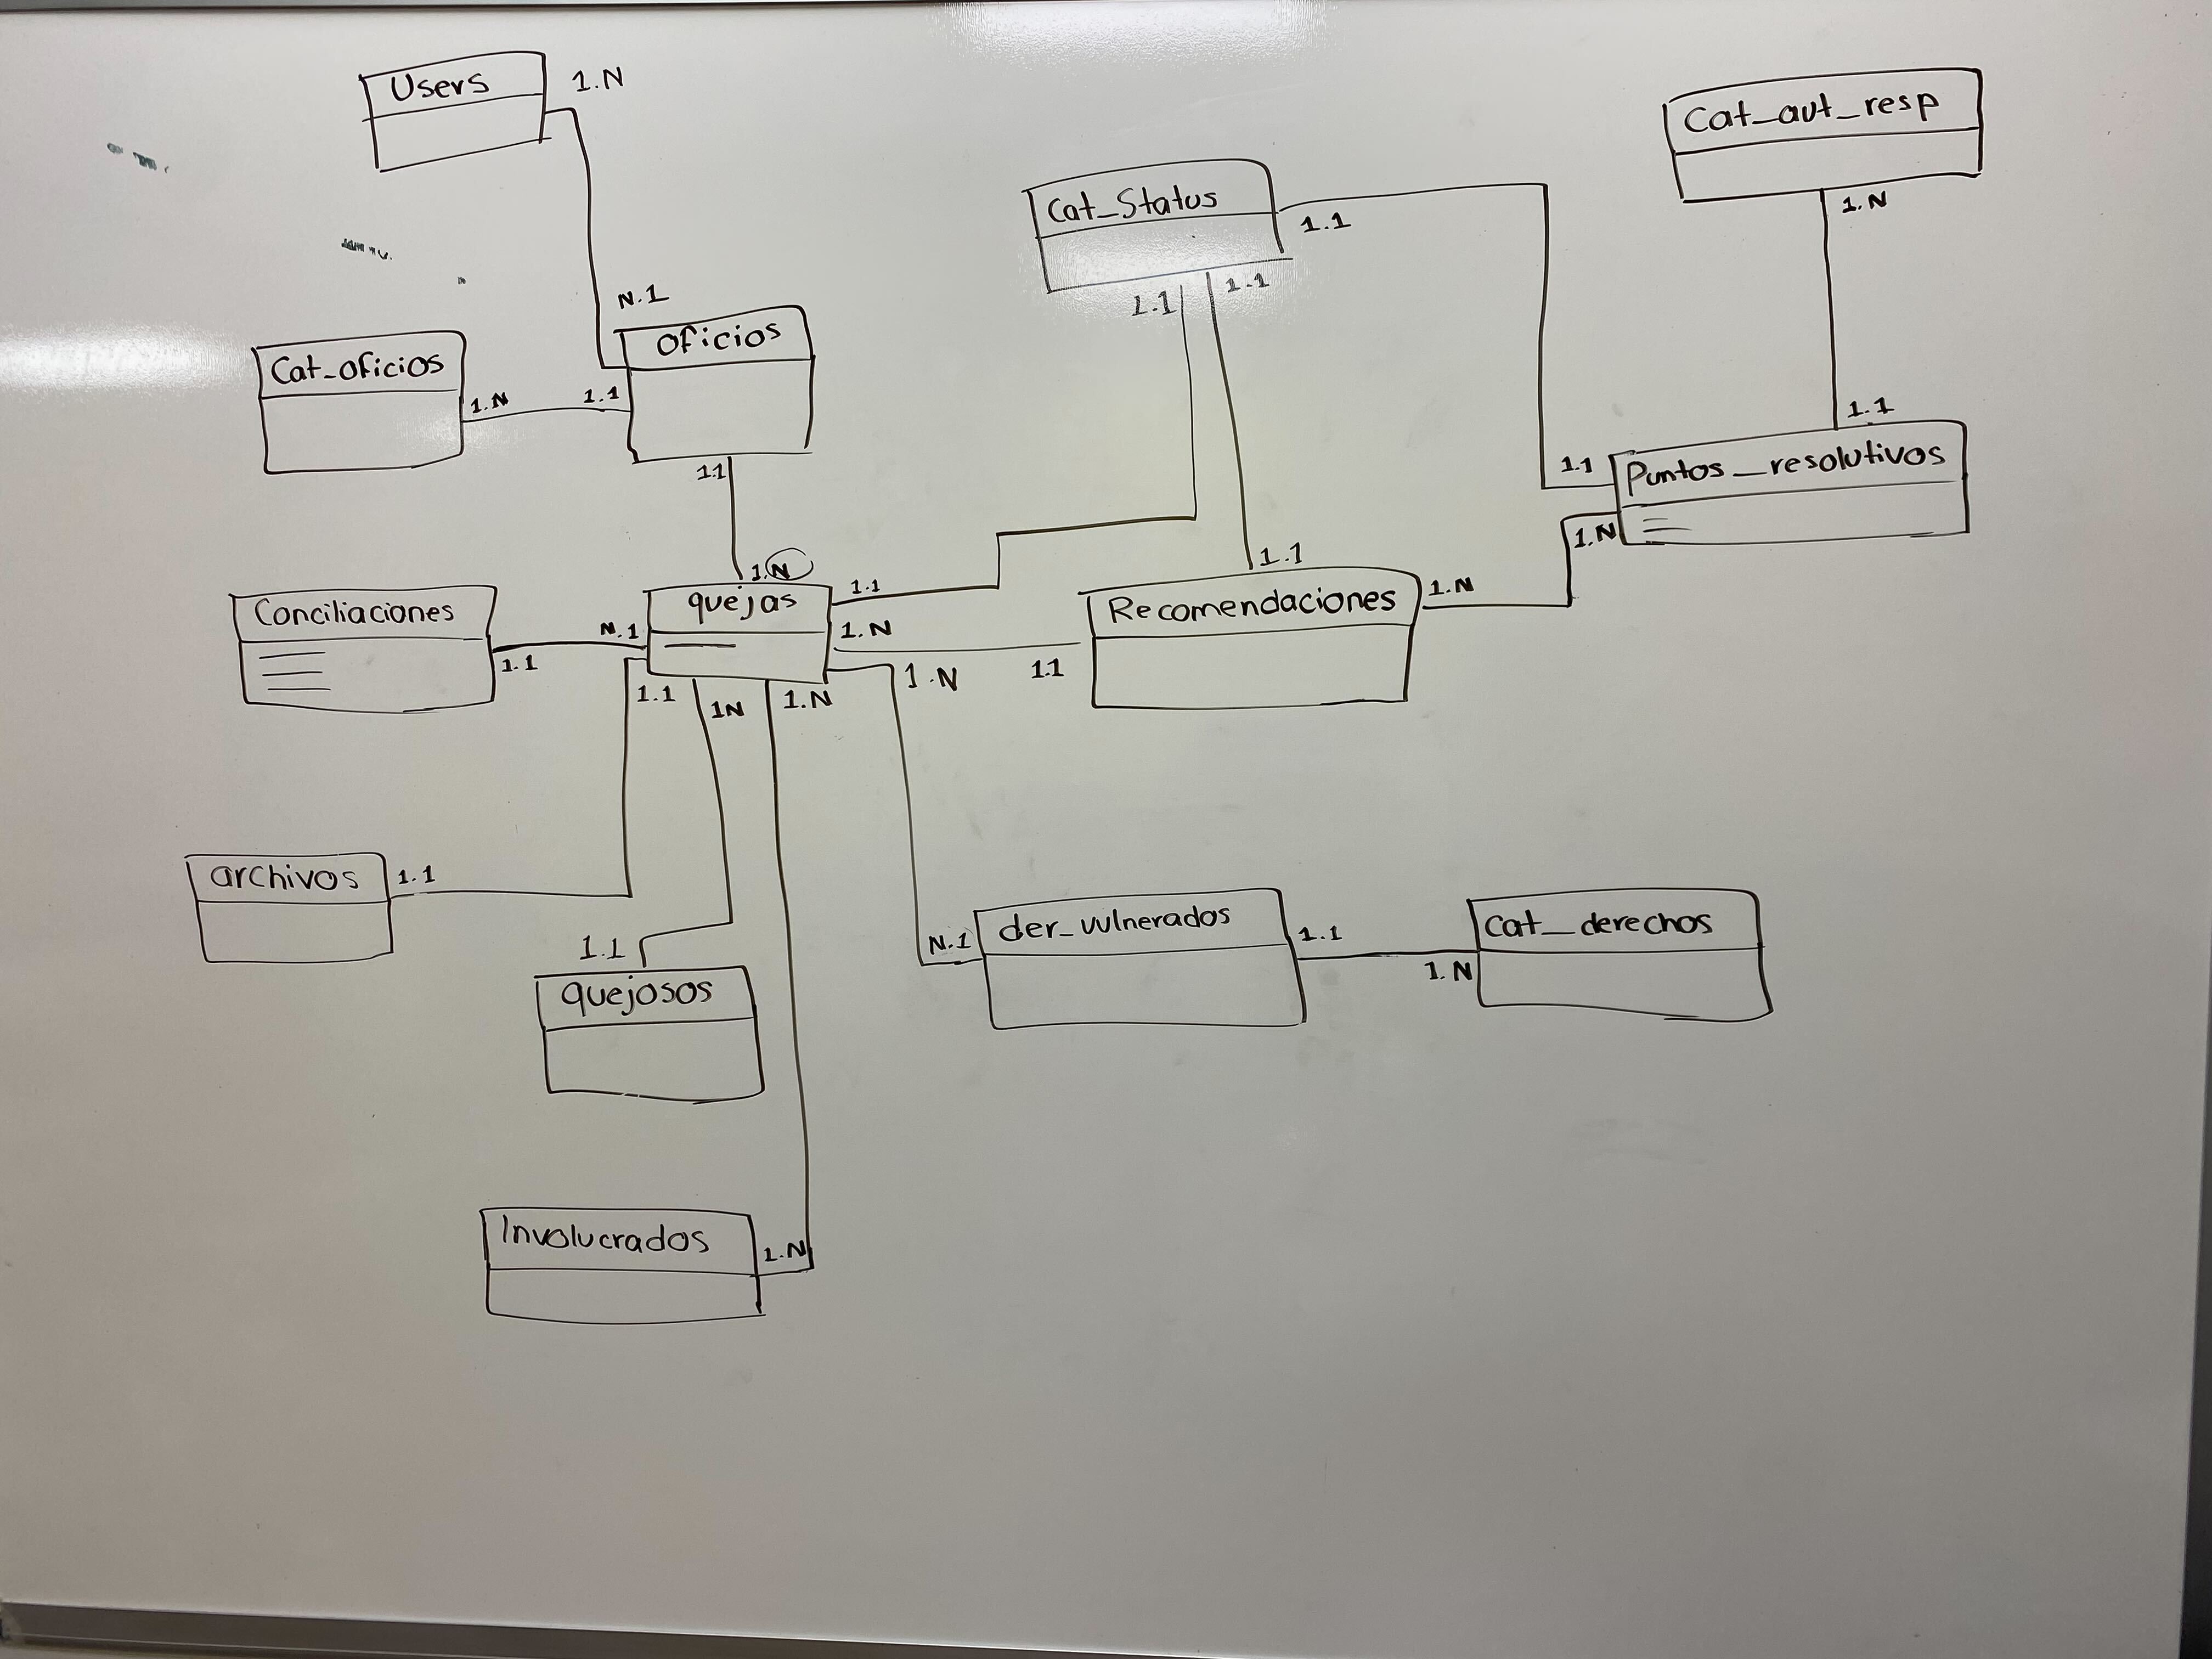 Users
1.N
Cat_aut_resp
1.N
Cat_Status
1.1
1.1
1.1
N.1
oficios
Cat_oficios
1.N
1.1
1.1
1.1
Puntos_resolutivos
1.1
1.N
11
1.N
quejas
1.1
1.N
1.1
Recomendaciones
1.N
Conciliaciones
N.1
1.1
1.N
11
1.1
1N
1.N
archivos
1.1
quejosos
1.1
der_vulnerados
N.1
1.1
Cat_derechos
1.N
Involucrados
1.N